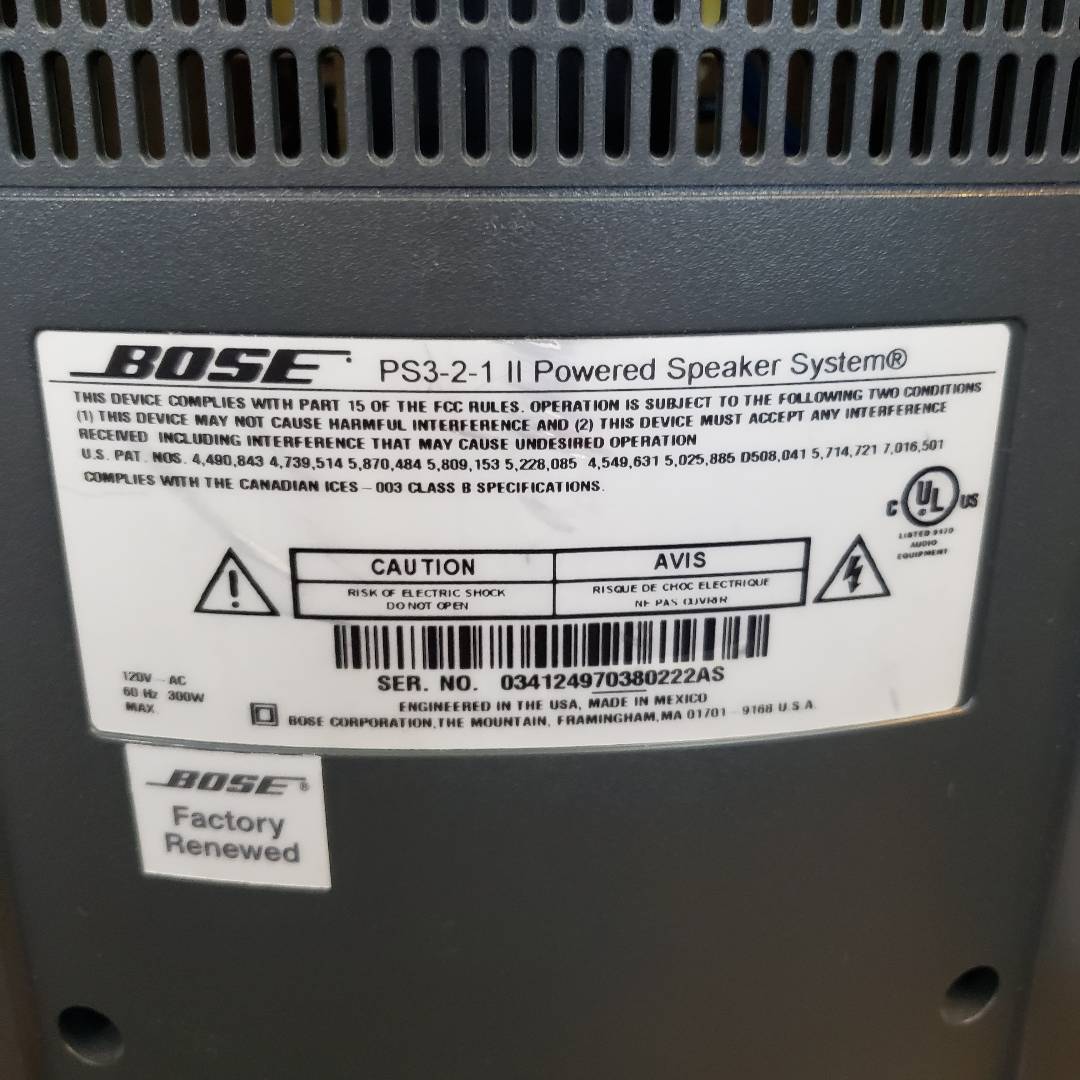 BOSE PS3-2-1 II Powered Speaker System®
THIS DEVICE COMPLIES WITH PART 15 OF THE FCC RULES. OPERATION IS SUBJECT TO THE FOLLOWING TWO CONDITIONS
(1) THIS DEVICE MAY NOT CAUSE HARMFUL INTERFERENCE AND (2) THIS DEVICE MUST ACCEPT ANY INTERFERENCE
RECEIVED INCLUDING INTERFERENCE THAT MAY CAUSE UNDESIRED OPERATION
U.S. PAT. NOS. 4,490,843 4,739,514 5,870,484 5,809,153 5,228,085 4,549,631 5,025,885 D508,041 5,714,721 7,016,501
COMPLIES WITH THE CANADIAN ICES - 003 CLASS B SPECIFICATIONS.
C UL US
LISTED
AUDIO
EQUIPMENT
CAUTION
RISK OF ELECTRIC SHOCK
DO NOT OPEN
AVIS
RISQUE DE CHOC ELECTRIQUE
NE PAS OUVRIR
SER. NO. 034124970380222AS
120V AC
60 Hz 300W
MAX
ENGINEERED IN THE USA, MADE IN MEXICO
BOSE CORPORATION, THE MOUNTAIN, FRAMINGHAM, MA 01701 - 9168 U.S.A.
BOSE®
Factory
Renewed